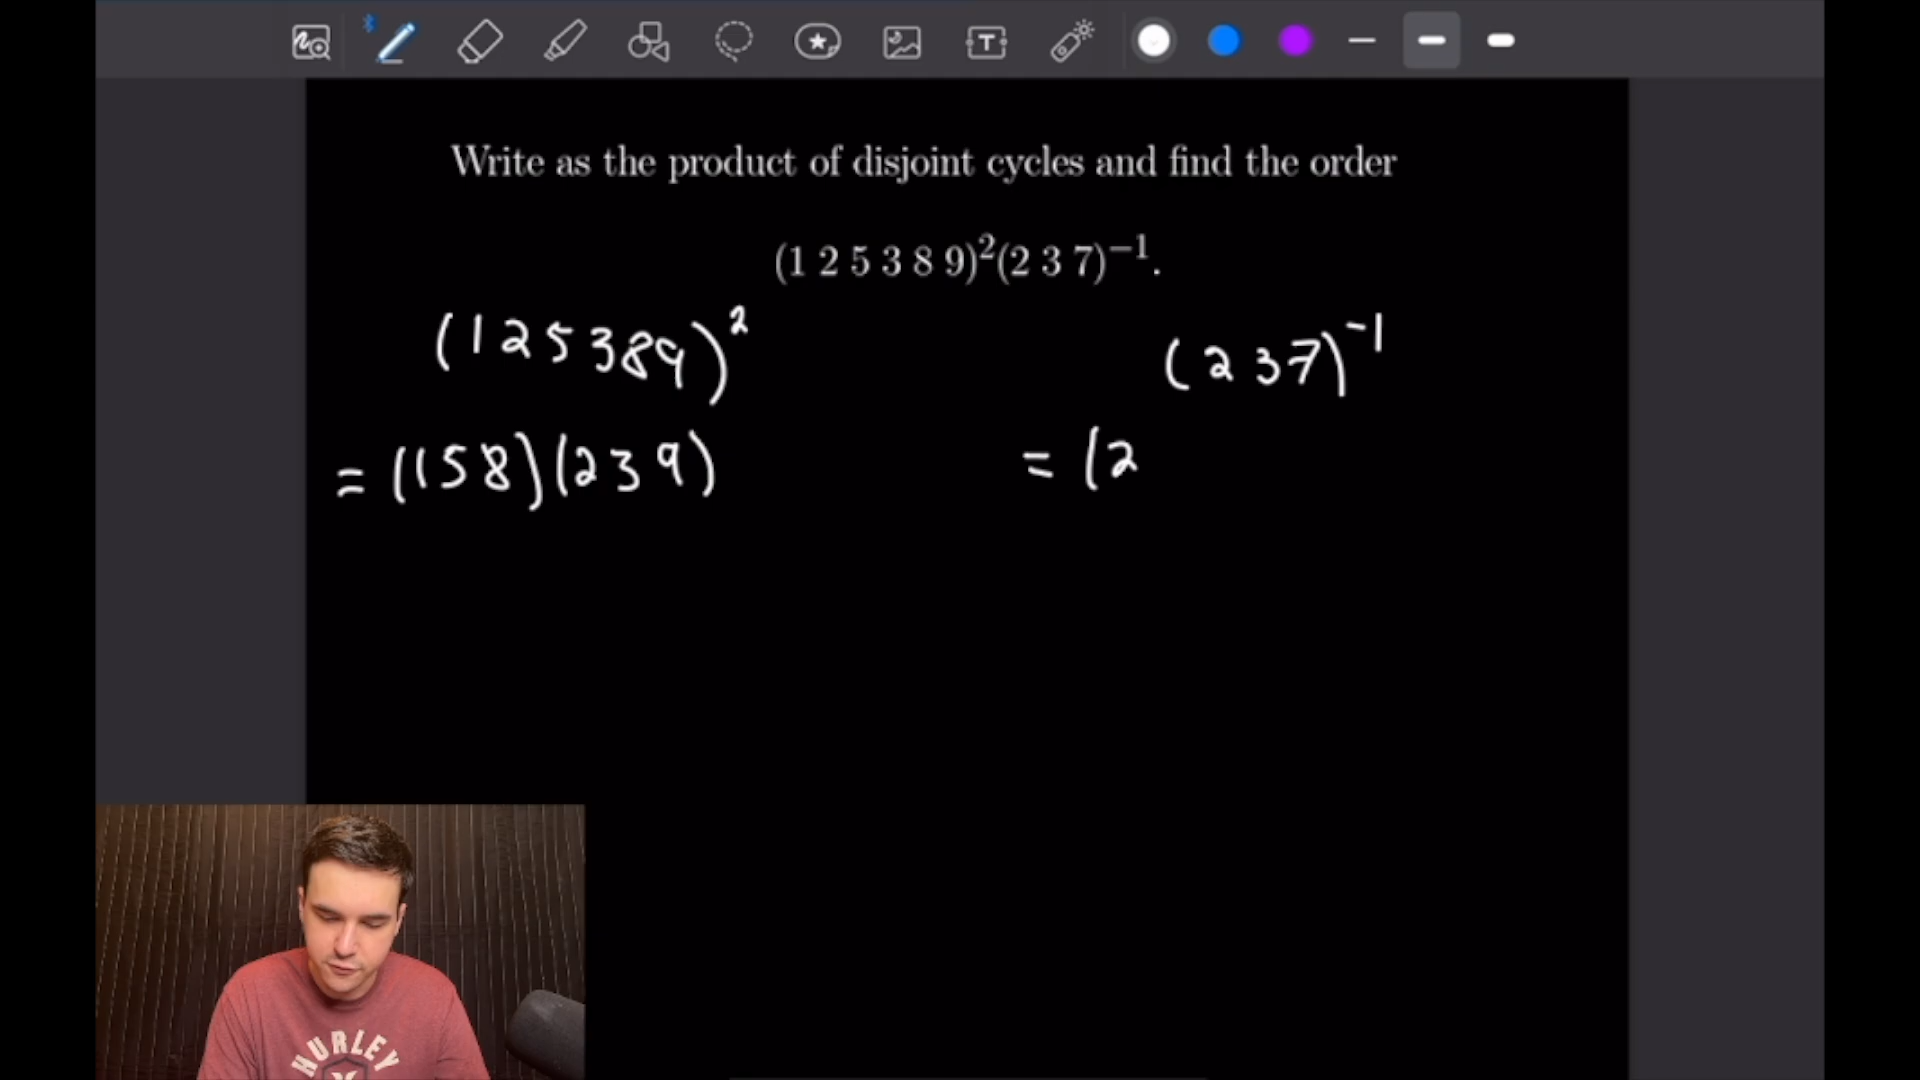 Write as the product of disjoint cycles and find the order
(1 2 5 3 8 9)²(2 3 7)⁻¹.
(1 2 5 3 8 9)²
(2 3 7)⁻¹
= (1 5 8)(2 3 9)
= (2
HURLEY